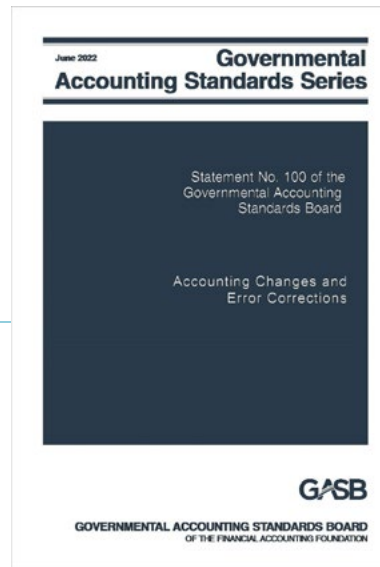 June 2022
Governmental
Accounting Standards Series
Statement No. 100 of the
Governmental Accounting
Standards Board
Accounting Changes and
Error Corrections
GASB
GOVERNMENTAL ACCOUNTING STANDARDS BOARD
OF THE FINANCIAL ACCOUNTING FOUNDATION